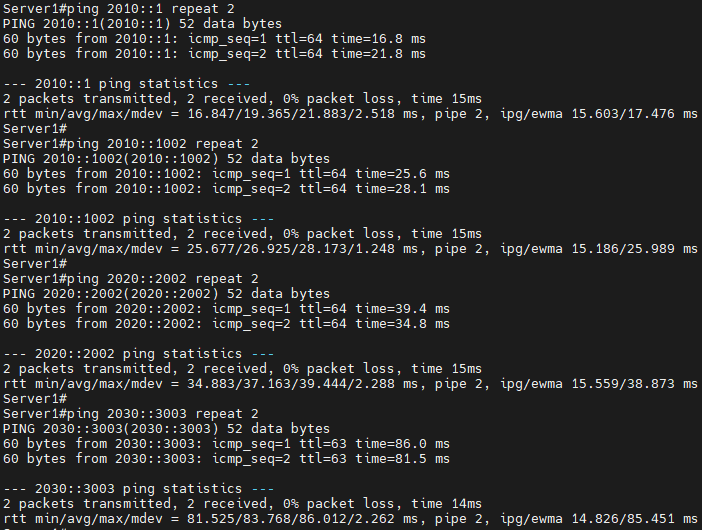 Server1#ping 2010::1 repeat 2
PING 2010::1(2010::1) 52 data bytes
60 bytes from 2010::1: icmp_seq=1 ttl=64 time=16.8 ms
60 bytes from 2010::1: icmp_seq=2 ttl=64 time=21.8 ms
--- 2010::1 ping statistics ---
2 packets transmitted, 2 received, 0% packet loss, time 15ms
rtt min/avg/max/mdev = 16.847/19.365/21.883/2.518 ms, pipe 2, ipg/ewma 15.603/17.476 ms
Server1#
Server1#ping 2010::1002 repeat 2
PING 2010::1002(2010::1002) 52 data bytes
60 bytes from 2010::1002: icmp_seq=1 ttl=64 time=25.6 ms
60 bytes from 2010::1002: icmp_seq=2 ttl=64 time=28.1 ms
--- 2010::1002 ping statistics ---
2 packets transmitted, 2 received, 0% packet loss, time 15ms
rtt min/avg/max/mdev = 25.677/26.925/28.173/1.248 ms, pipe 2, ipg/ewma 15.186/25.989 ms
Server1#
Server1#ping 2020::2002 repeat 2
PING 2020::2002(2020::2002) 52 data bytes
60 bytes from 2020::2002: icmp_seq=1 ttl=64 time=39.4 ms
60 bytes from 2020::2002: icmp_seq=2 ttl=64 time=34.8 ms
--- 2020::2002 ping statistics ---
2 packets transmitted, 2 received, 0% packet loss, time 15ms
rtt min/avg/max/mdev = 34.883/37.163/39.444/2.288 ms, pipe 2, ipg/ewma 15.559/38.873 ms
Server1#
Server1#ping 2030::3003 repeat 2
PING 2030::3003(2030::3003) 52 data bytes
60 bytes from 2030::3003: icmp_seq=1 ttl=63 time=86.0 ms
60 bytes from 2030::3003: icmp_seq=2 ttl=63 time=81.5 ms
--- 2030::3003 ping statistics ---
2 packets transmitted, 2 received, 0% packet loss, time 14ms
rtt min/avg/max/mdev = 81.525/83.768/86.012/2.262 ms, pipe 2, ipg/ewma 14.826/85.451 ms